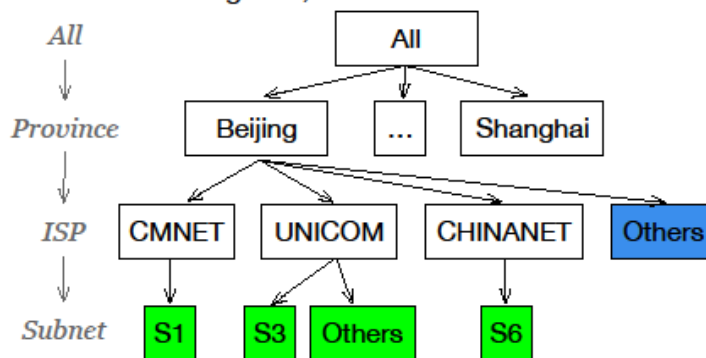 All
All
Province
Beijing
...
Shanghai
ISP
CMNET
UNICOM
CHINANET
Others
Subnet
S1
S3
Others
S6